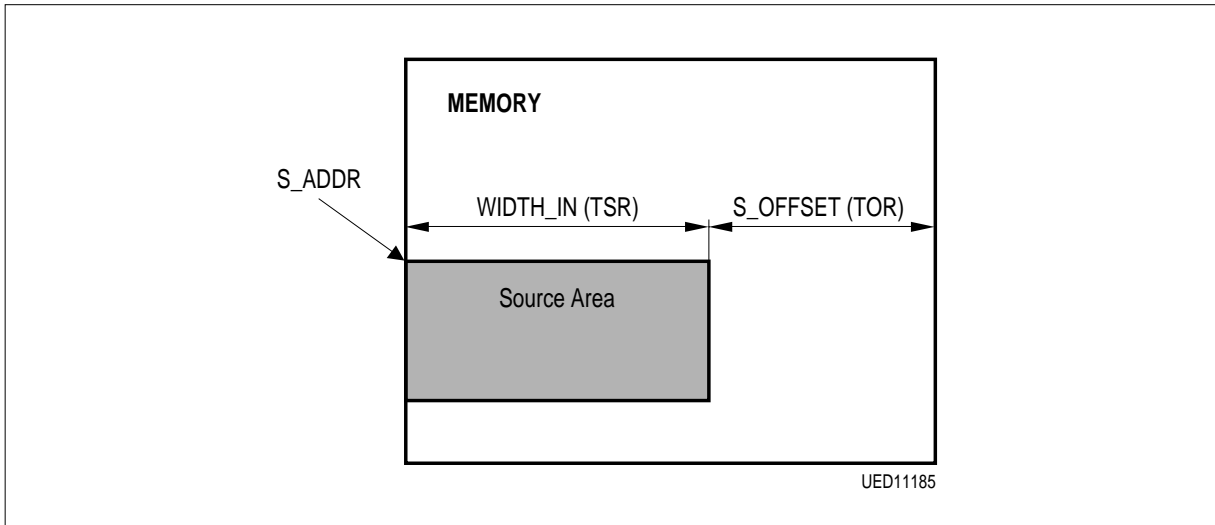 MEMORY
S_ADDR
WIDTH_IN (TSR)
S_OFFSET (TOR)
Source Area
UED11185